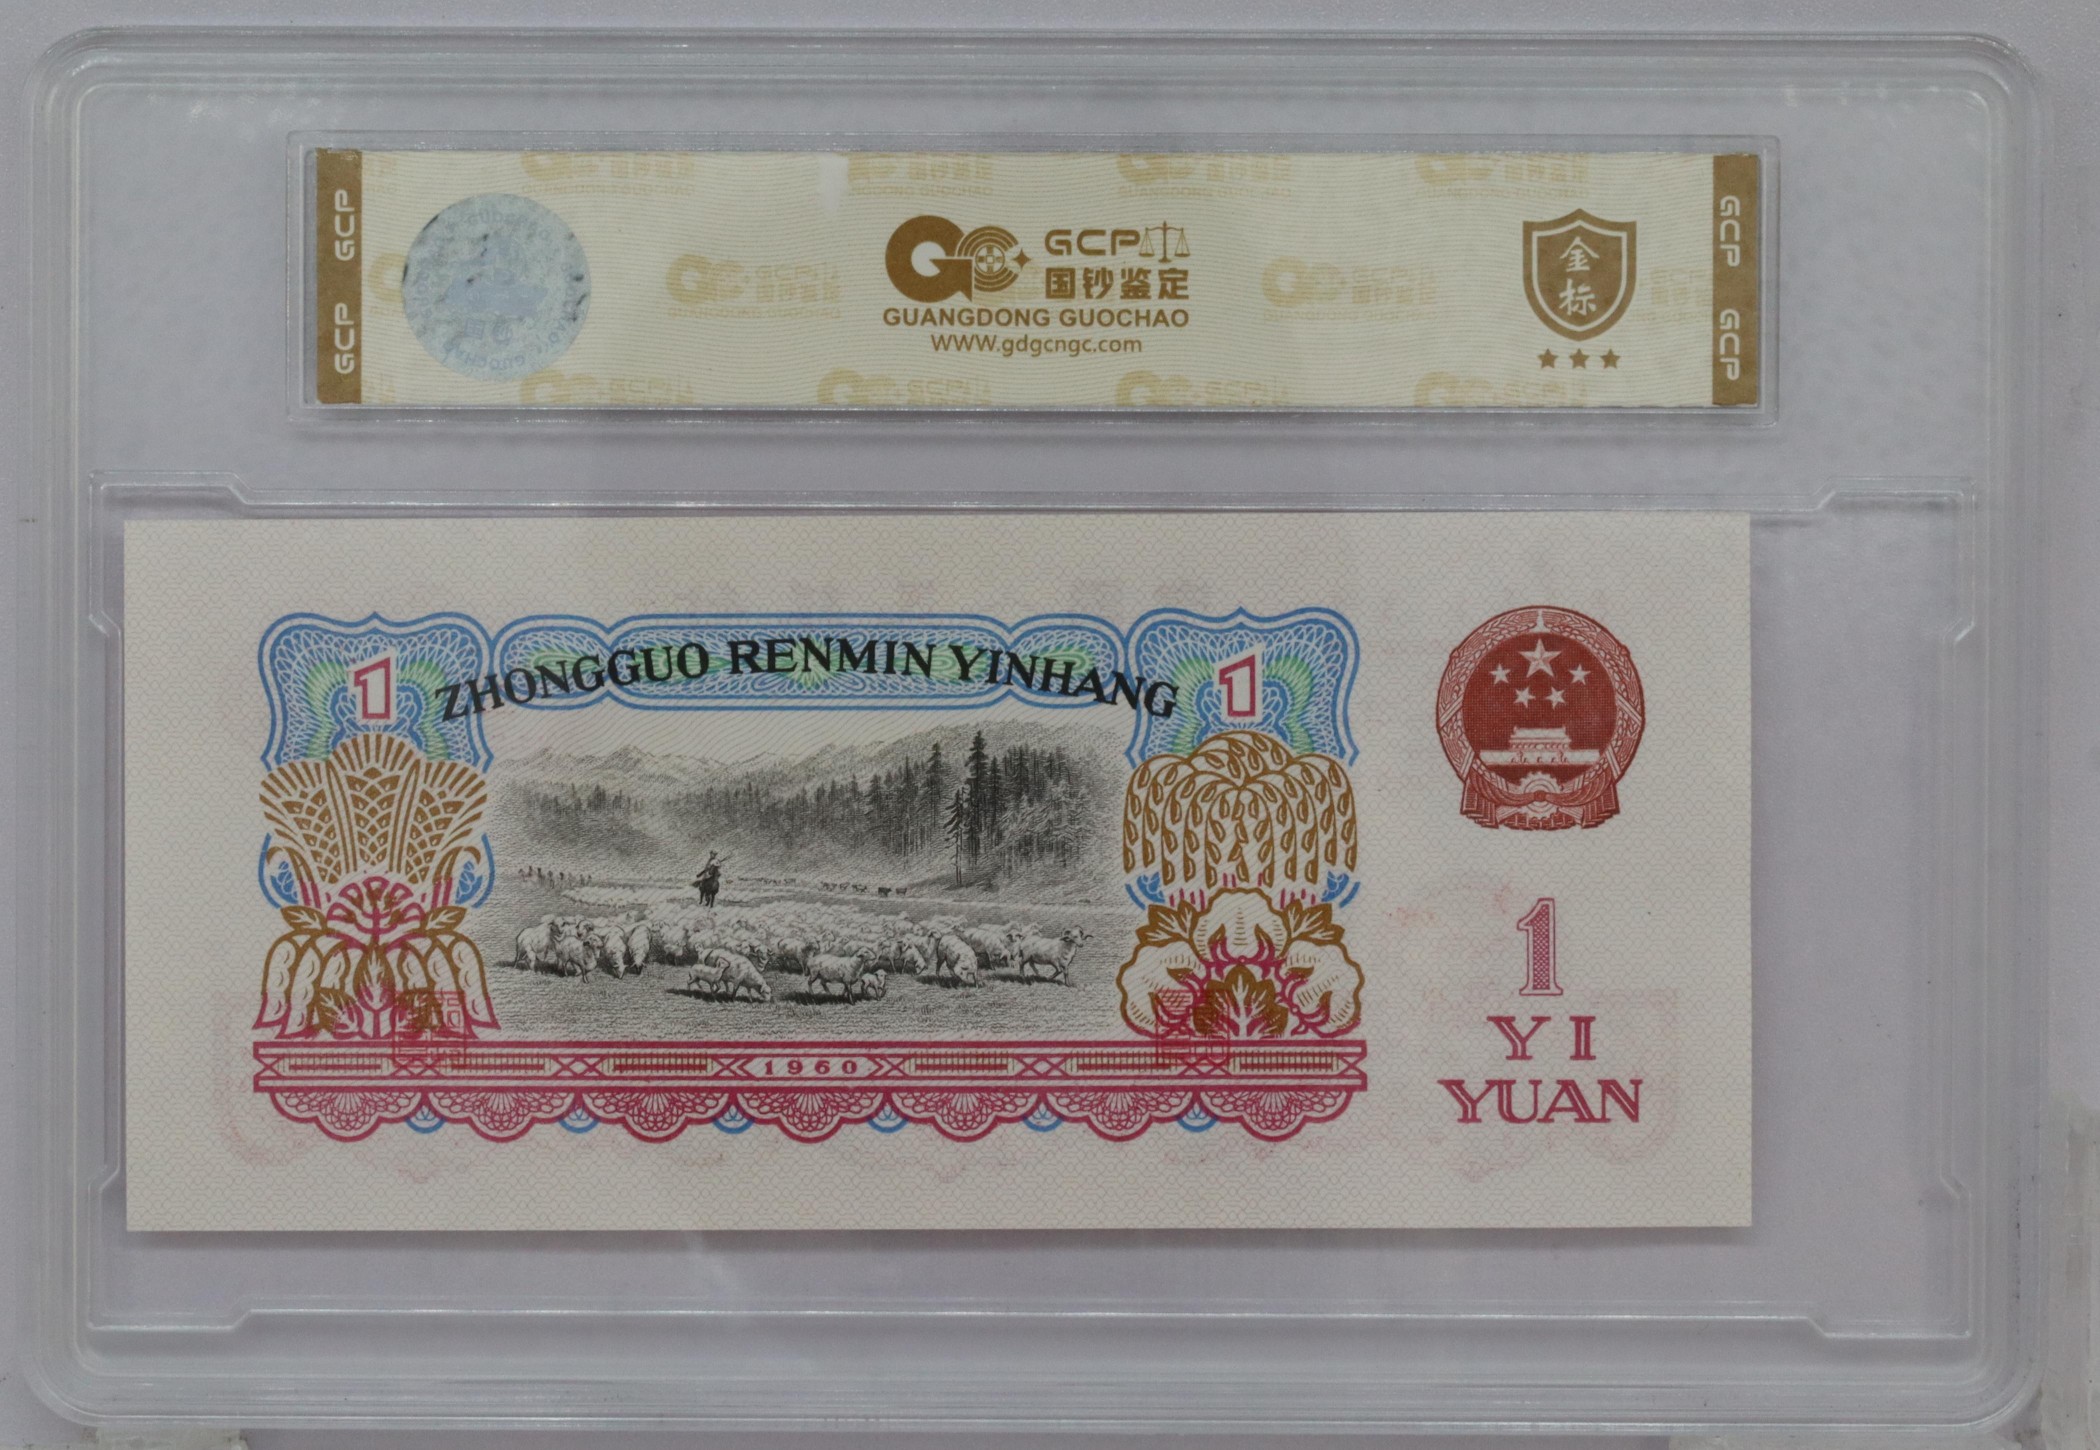 GCP GCP
GCP
国钞鉴定
GUANGDONG GUOCHAO
WWW.gdgcngc.com
金
标
GCP GCP
ZHONGGUO RENMIN YINHANG
1
1
1960
1
YI
YUAN